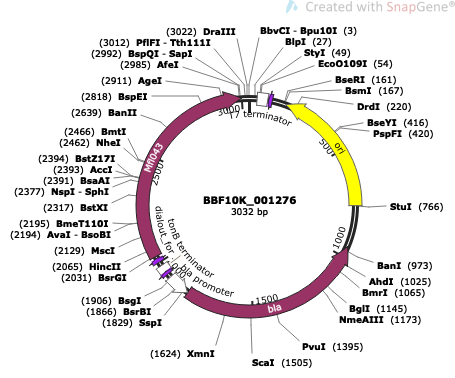 Created with SnapGene®
(3022) DraIII
(3012) PflFI - Tth111I
(2992) BspQI - SapI
(2985) AfeI
(2911) AgeI
(2818) BspEI
(2639) BanII
(2466) BmtI
(2462) NheI
(2394) BstZ17I
(2393) AccI
(2391) BsaAI
(2377) NspI - SphI
(2317) BstXI
(2195) BmeT110I
(2194) AvaI - BsoBI
(2129) MscI
(2065) HincII
(2031) BsrGI
(1906) BsgI
(1866) BsrBI
(1829) SspI
(1624) XmnI
BbvCI - Bpu10I (3)
BlpI (27)
StyI (49)
EcoO109I (54)
BseRI (161)
BsmI (167)
DrdI (220)
BseYI (416)
PspFI (420)
StuI (766)
BanI (973)
AhdI (1025)
BmrI (1065)
BglI (1145)
NmeAIII (1173)
PvuI (1395)
ScaI (1505)
BBF10K_001276
3032 bp
T7 terminator
ori
bla
bla promoter
tonB terminator
dialout_for
Mfl043
500
1000
1500
2500
3000